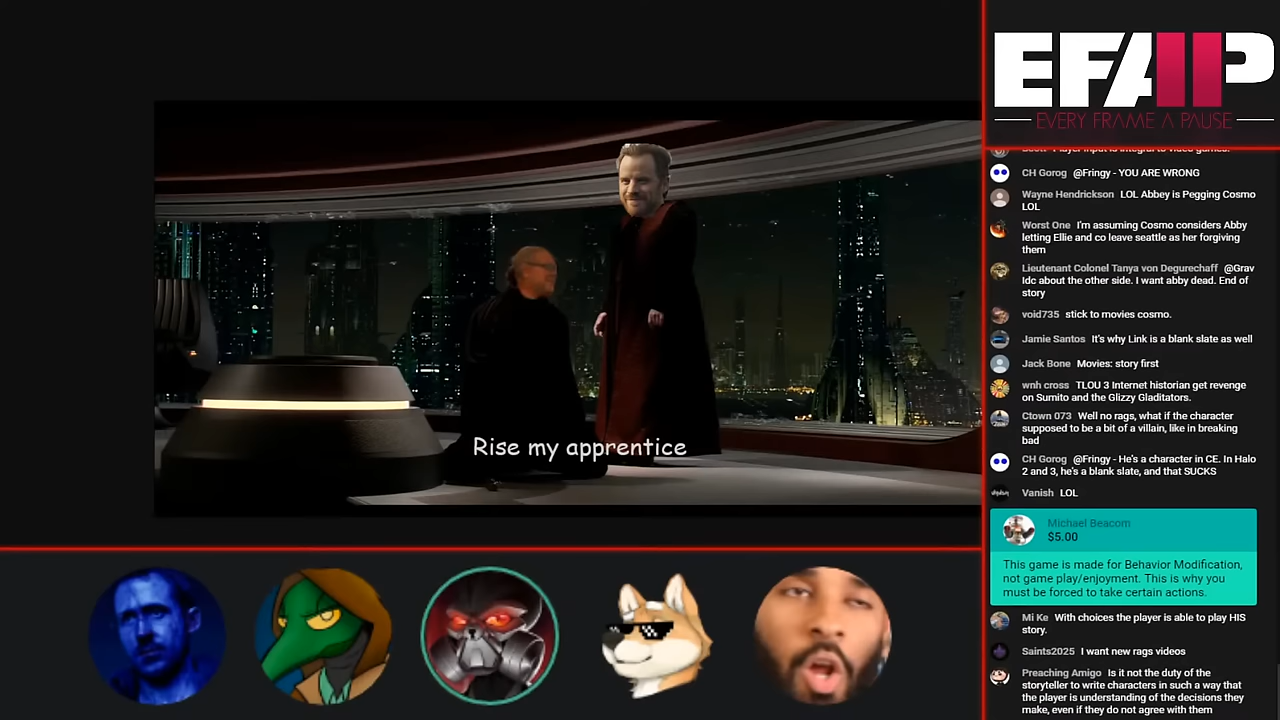 EFAP
EVERY FRAME A PAUSE
Scott Player input is integral to video games.
CH Gorog @Fringy - YOU ARE WRONG
Wayne Hendrickson LOL Abbey is Pegging Cosmo
LOL
Worst One I'm assuming Cosmo considers Abby
letting Ellie and co leave seattle as her forgiving
them
Lieutenant Colonel Tanya von Degurechaff @Grav
Idc about the other side. I want abby dead. End of
story
void735 stick to movies cosmo.
Jamie Santos It's why Link is a blank slate as well
Jack Bone Movies: story first
wnh cross TLOU 3 Internet historian get revenge
on Sumito and the Glizzy Gladitators.
Ctown 073 Well no rags, what if the character
supposed to be a bit of a villain, like in breaking
bad
CH Gorog @Fringy - He's a character in CE. In Halo
2 and 3, he's a blank slate, and that SUCKS
Vanish LOL
Michael Beacom
$5.00
This game is made for Behavior Modification,
not game play/enjoyment. This is why you
must be forced to take certain actions.
Mi Ke With choices the player is able to play HIS
story.
Saints2025 I want new rags videos
Preaching Amigo Is it not the duty of the
storyteller to write characters in such a way that
the player is understanding of the decisions they
make, even if they do not agree with them
Rise my apprentice